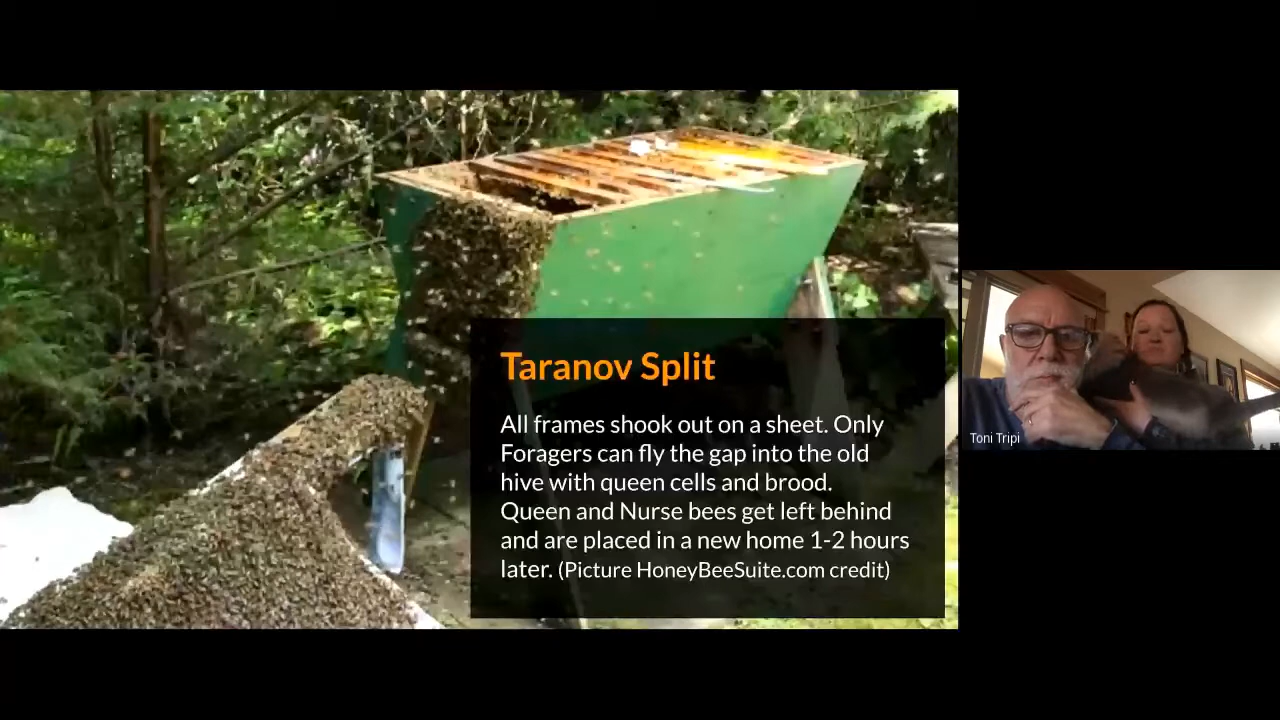 Taranov Split
All frames shook out on a sheet. Only
Foragers can fly the gap into the old
hive with queen cells and brood.
Queen and Nurse bees get left behind
and are placed in a new home 1-2 hours
later. (Picture HoneyBeeSuite.com credit)
Toni Tripi